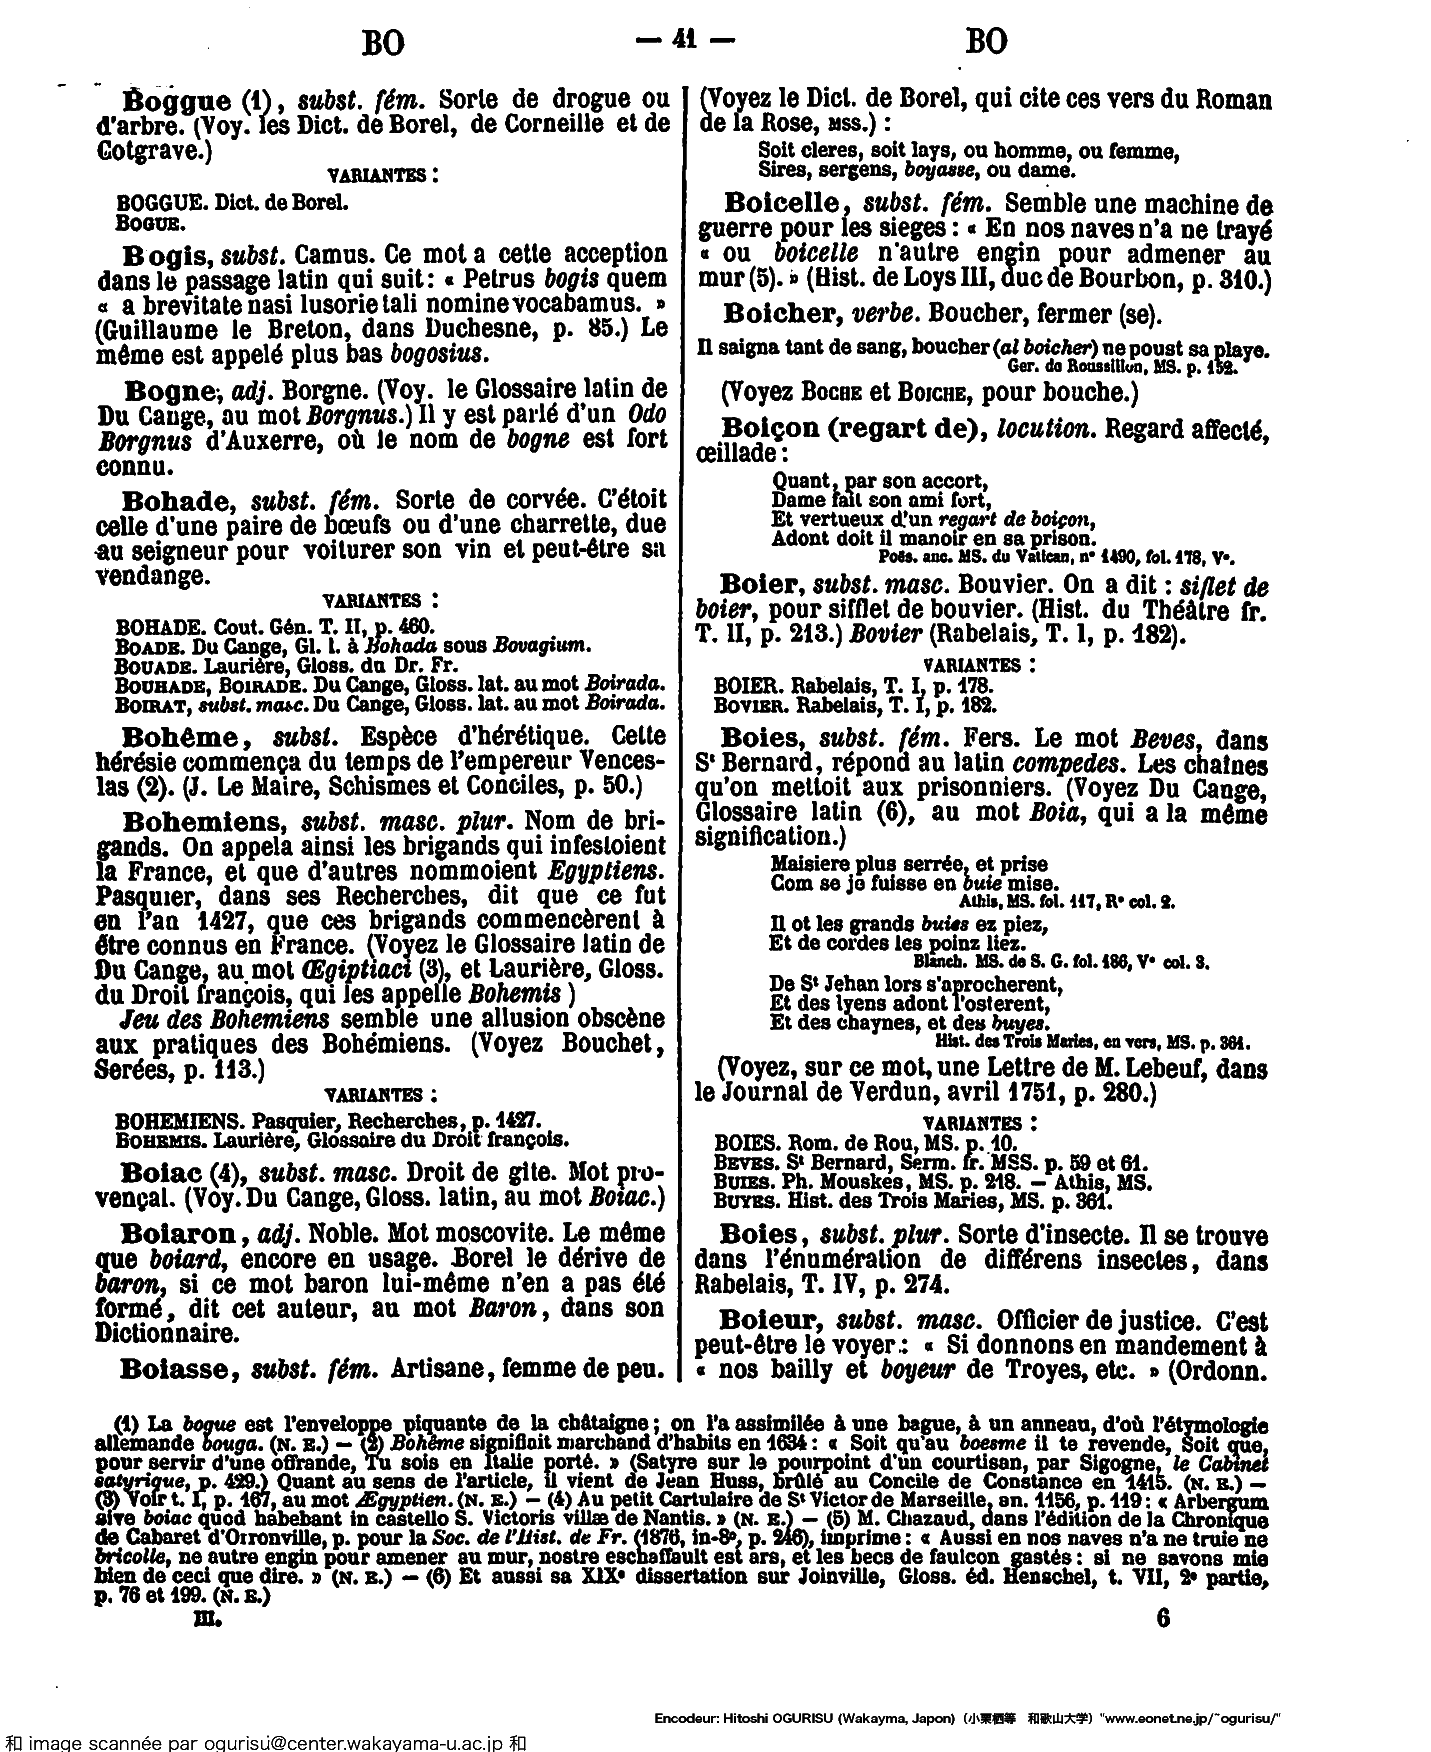 BO — 41 — BO
Boggue (1), subst. fém. Sorte de drogue ou
d'arbre. (Voy. les Dict. de Borel, de Corneille et de
Cotgrave.)
VARIANTES :
BOGGUE. Dict. de Borel.
BOGUE.
Bogis, subst. Camus. Ce mot a cette acception
dans le passage latin qui suit : « Petrus bogis quem
« a brevitate nasi lusorie tali nomine vocabamus. »
(Guillaume le Breton, dans Duchesne, p. 85.) Le
même est appelé plus bas bogosius.
Bogne, adj. Borgne. (Voy. le Glossaire latin de
Du Cange, au mot Borgnus.) Il y est parlé d'un Odo
Borgnus d'Auxerre, où le nom de bogne est fort
connu.
Bohade, subst. fém. Sorte de corvée. C'étoit
celle d'une paire de bœufs ou d'une charrette, due
au seigneur pour voiturer son vin et peut-être sa
vendange.
VARIANTES :
BOHADE. Cout. Gén. T. II, p. 460.
BOADE. Du Cange, Gl. l. à Bohada sous Bovagium.
BOUADE. Laurière, Gloss. du Dr. Fr.
BOUHADE, BOIRADE. Du Cange, Gloss. lat. au mot Boirada.
BOIRAT, subst. masc. Du Cange, Gloss. lat. au mot Boirada.
Bohême, subst. Espèce d'hérétique. Cette
hérésie commença du temps de l'empereur Vences-
las (2). (J. Le Maire, Schismes et Conciles, p. 50.)
Bohemiens, subst. masc. plur. Nom de bri-
gands. On appela ainsi les brigands qui infestoient
la France, et que d'autres nommoient Egyptiens.
Pasquier, dans ses Recherches, dit que ce fut
en l'an 1427, que ces brigands commencèrent à
être connus en France. (Voyez le Glossaire latin de
Du Cange, au mot Œgiptiaci (3), et Laurière, Gloss.
du Droit françois, qui les appelle Bohemis )
Jeu des Bohemiens semble une allusion obscène
aux pratiques des Bohémiens. (Voyez Bouchet,
Serées, p. 113.)
VARIANTES :
BOHEMIENS. Pasquier, Recherches, p. 1427.
BOHEMIS. Laurière, Glossaire du Droit françois.
Boiac (4), subst. masc. Droit de gite. Mot pro-
vençal. (Voy. Du Cange, Gloss. latin, au mot Boiac.)
Boiaron, adj. Noble. Mot moscovite. Le même
que boiard, encore en usage. Borel le dérive de
baron, si ce mot baron lui-même n'en a pas été
formé, dit cet auteur, au mot Baron, dans son
Dictionnaire.
Boiasse, subst. fém. Artisane, femme de peu.
(Voyez le Dict. de Borel, qui cite ces vers du Roman
de la Rose, MSS.) :
Soit cleres, soit lays, ou homme, ou femme,
Sires, sergens, boyasse, ou dame.
Boicelle, subst. fém. Semble une machine de
guerre pour les sieges : « En nos naves n'a ne trayé
« ou boicelle n'autre engin pour admener au
mur (5). » (Hist. de Loys III, duc de Bourbon, p. 310.)
Boicher, verbe. Boucher, fermer (se).
Il saigna tant de sang, boucher (al boicher) ne poust sa playe.
Ger. de Roussillon, MS. p. 152.
(Voyez BOCHE et BOICHE, pour bouche.)
Boiçon (regart de), locution. Regard affecté,
œillade :
Quant, par son accort,
Dame fait son ami fort,
Et vertueux d'un regart de boiçon,
Adont doit il manoir en sa prison.
Poës. anc. MS. du Vatican, n° 1490, fol. 178, V°.
Boier, subst. masc. Bouvier. On a dit : siflet de
boier, pour sifflet de bouvier. (Hist. du Théâtre fr.
T. II, p. 213.) Bovier (Rabelais, T. I, p. 182).
VARIANTES :
BOIER. Rabelais, T. I, p. 178.
BOVIER. Rabelais, T. I, p. 182.
Boies, subst. fém. Fers. Le mot Beves, dans
St Bernard, répond au latin compedes. Les chaînes
qu'on mettoit aux prisonniers. (Voyez Du Cange,
Glossaire latin (6), au mot Boia, qui a la même
signification.)
Maisiere plus serrée, et prise
Com se je fuisse en buie mise.
Athis, MS. fol. 117, R° col. 2.
Il ot les grands buies ez piez,
Et de cordes les poinz liez.
Blanch. MS. de S. G. fol. 186, V° col. 3.
De St Jehan lors s'aprocherent,
Et des lyens adont l'osterent,
Et des chaynes, et des buyes.
Hist. des Trois Maries, en vers, MS. p. 361.
(Voyez, sur ce mot, une Lettre de M. Lebeuf, dans
le Journal de Verdun, avril 1751, p. 280.)
VARIANTES :
BOIES. Rom. de Rou, MS. p. 10.
BEVES. St Bernard, Serm. fr. MSS. p. 59 et 61.
BUIES. Ph. Mouskes, MS. p. 218. — Athis, MS.
BUYES. Hist. des Trois Maries, MS. p. 361.
Boies, subst. plur. Sorte d'insecte. Il se trouve
dans l'énumération de différens insectes, dans
Rabelais, T. IV, p. 274.
Boieur, subst. masc. Officier de justice. C'est
peut-être le voyer : « Si donnons en mandement à
« nos bailly et boyeur de Troyes, etc. » (Ordonn.
(1) La bogue est l'enveloppe piquante de la châtaigne ; on l'a assimilée à une bague, à un anneau, d'où l'étymologie
allemande bouga. (N. E.) — (2) Bohême signifiait marchand d'habits en 1634 : « Soit qu'au boesme il te revende, Soit que,
pour servir d'une offrande, Tu sois en Italie porté. » (Satyre sur le pourpoint d'un courtisan, par Sigogne, le Cabinet
satyrique, p. 429.) Quant au sens de l'article, il vient de Jean Huss, brûlé au Concile de Constance en 1415. (N. E.) —
(3) Voir t. I, p. 167, au mot Ægyptien. (N. E.) — (4) Au petit Cartulaire de St Victor de Marseille, an. 1156, p. 119 : « Arbergum
sive boiac quod habebant in castello S. Victoris villæ de Nantis. » (N. E.) — (5) M. Chazaud, dans l'édition de la Chronique
de Cabaret d'Orronville, p. pour la Soc. de l'Hist. de Fr. (1876, in-8°, p. 246), imprime : « Aussi en nos naves n'a ne truie ne
bricolle, ne autre engin pour amener au mur, nostre eschaffault est ars, et les becs de faulcon gastés : si ne savons mie
bien de ceci que dire. » (N. E.) — (6) Et aussi sa XIXe dissertation sur Joinville, Gloss. éd. Henschel, t. VII, 2e partie,
p. 76 et 199. (N. E.)
III. 6
Encodeur: Hitoshi OGURISU (Wakayma, Japon) (小栗栖等 和歌山大学) "www.eonet.ne.jp/~ogurisu/"
和 image scannée par ogurisu@center.wakayama-u.ac.jp 和